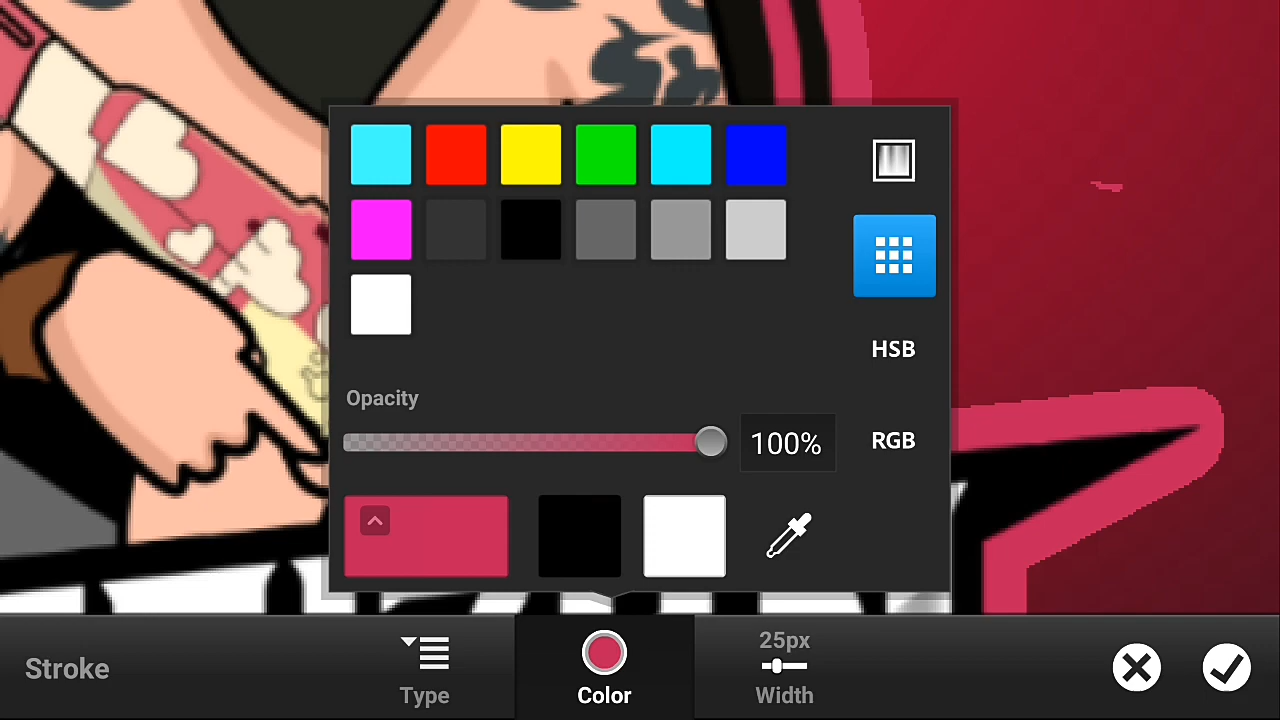 HSB
Opacity
100%
RGB
Stroke
Type
Color
25px
Width